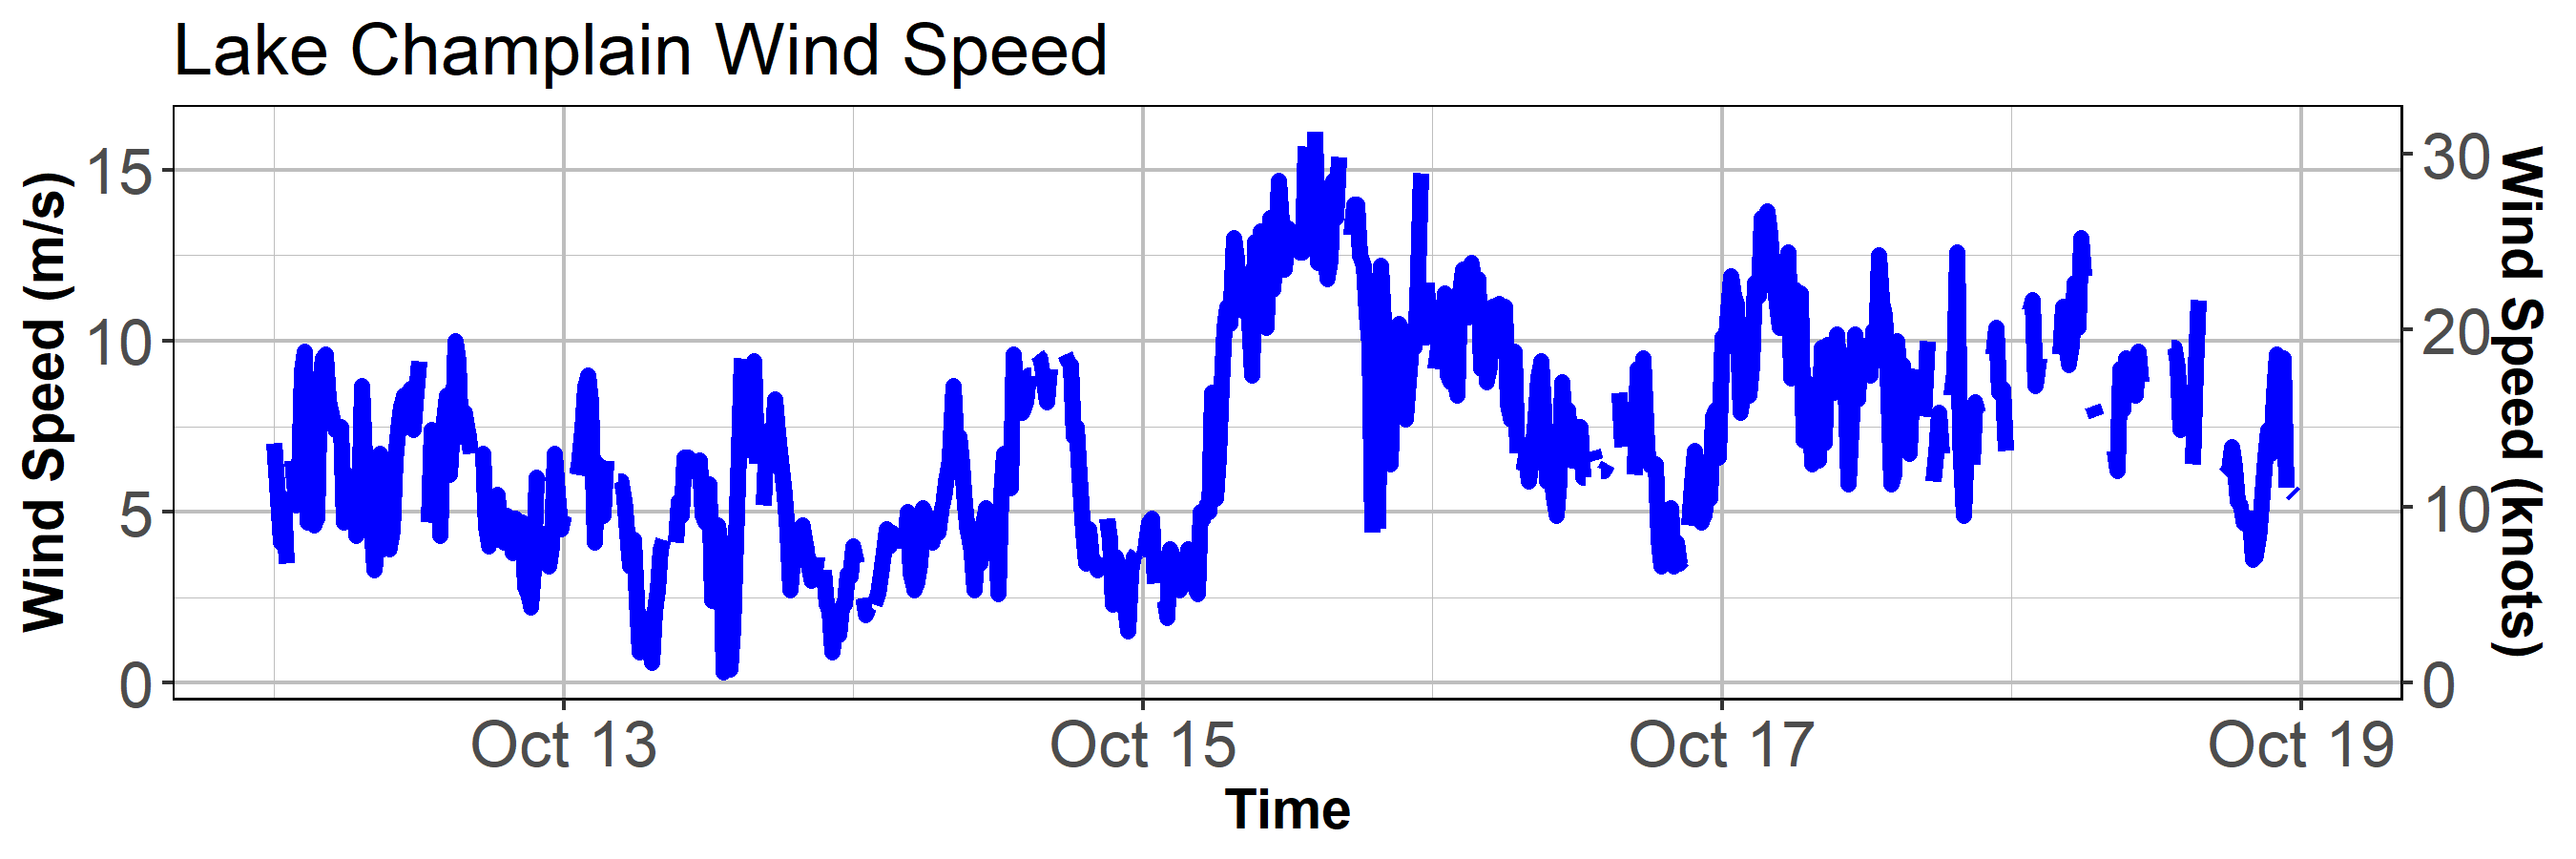 Lake Champlain Wind Speed
Wind Speed (m/s)
15
10
5
0
30
20
10
0
Wind Speed (knots)
Oct 13
Oct 15
Oct 17
Oct 19
Time